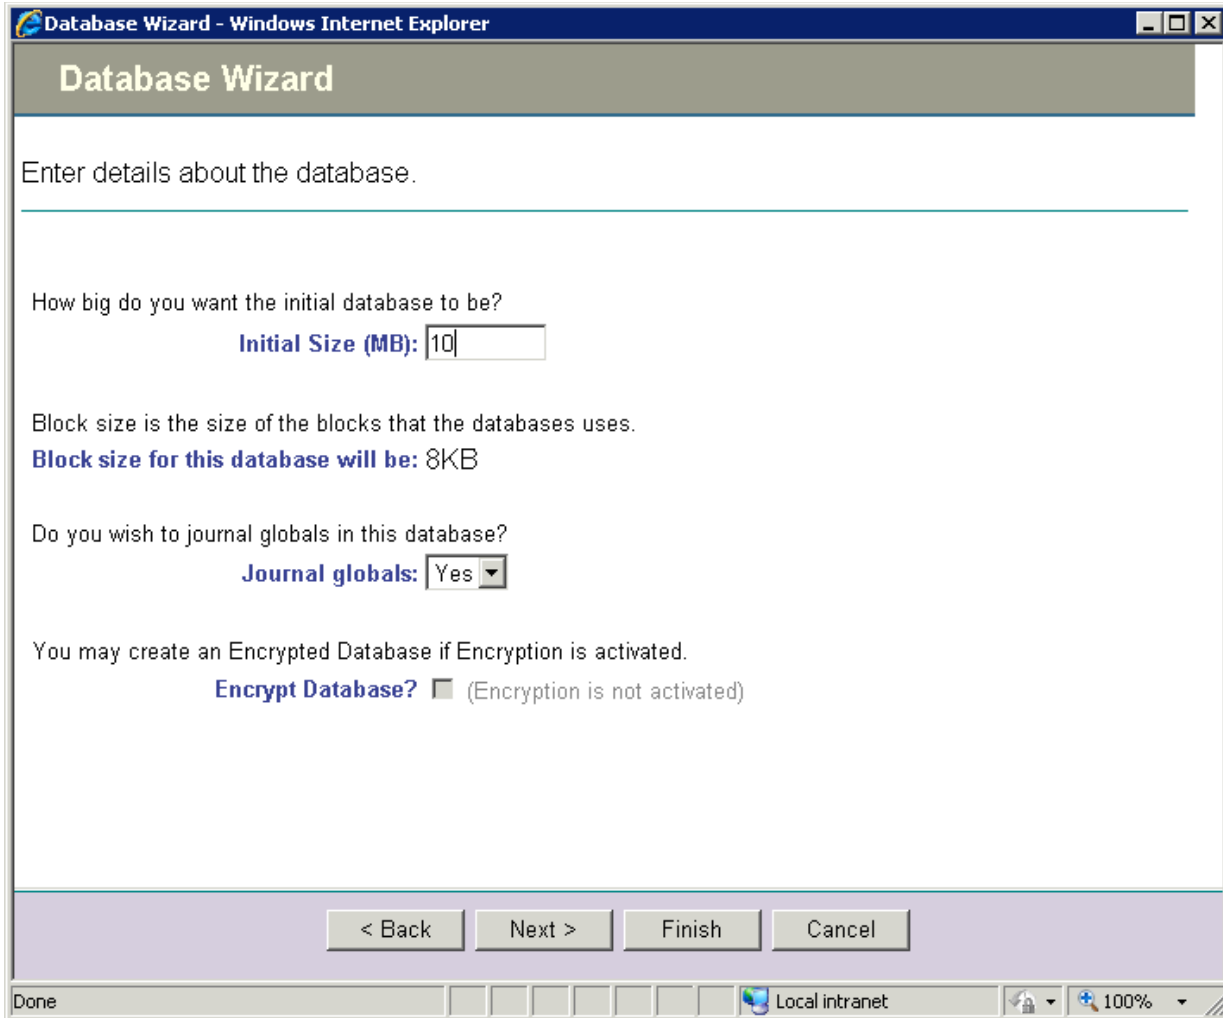 Database Wizard - Windows Internet Explorer
Database Wizard
Enter details about the database.
How big do you want the initial database to be?
Initial Size (MB): 10
Block size is the size of the blocks that the databases uses.
Block size for this database will be: 8KB
Do you wish to journal globals in this database?
Journal globals: Yes
You may create an Encrypted Database if Encryption is activated.
Encrypt Database? (Encryption is not activated)
< Back Next > Finish Cancel
Done Local intranet 100%